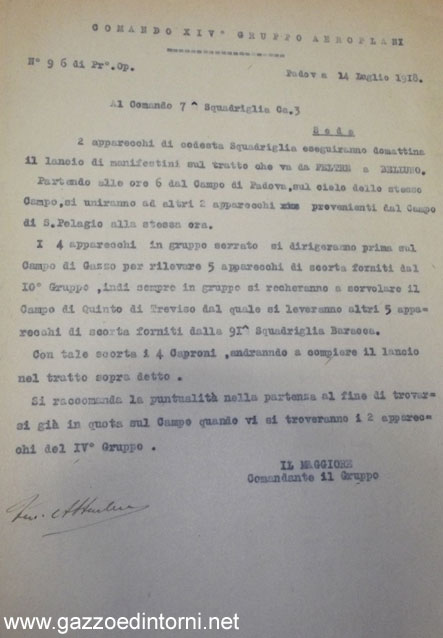 COMANDO XIV° GRUPPO AEROPLANI
N° 96 di Pr°. Op.
Padova 14 Luglio 1918.
Al Comando 7^ Squadriglia Ca.3
Sede
2 apparecchi di codesta Squadriglia eseguiranno domattina
il lancio di manifestini sul tratto che va da FELTRE a BELLUNO.
Partendo alle ore 6 dal Campo di Padova,sul cielo dello stesso
Campo,si uniranno ad altri 2 apparecchi provenienti dal Campo
di S.Pelagio alla stessa ora.
I 4 apparecchi in gruppo serrato si dirigeranno prima sul
Campo di Gazzo per rilevare 5 apparecchi di scorta forniti dal
IO° Gruppo ,indi sempre in gruppo si recheranno a sorvolare il
Campo di Quinto di Treviso dal quale si leveranno altri 5 appa-
recchi di scorta forniti dalla 9I^ Squadriglia Baracca.
Con tale scorta i 4 Caproni ,andranno a compiere il lancio
nel tratto sopra detto .
Si raccomanda la puntualità nella partenza al fine di trovar-
si già in quota sul Campo quando vi si troveranno i 2 apparec-
chi del IV° Gruppo .
IL MAGGIORE
Comandante il Gruppo
www.gazzoedintorni.net